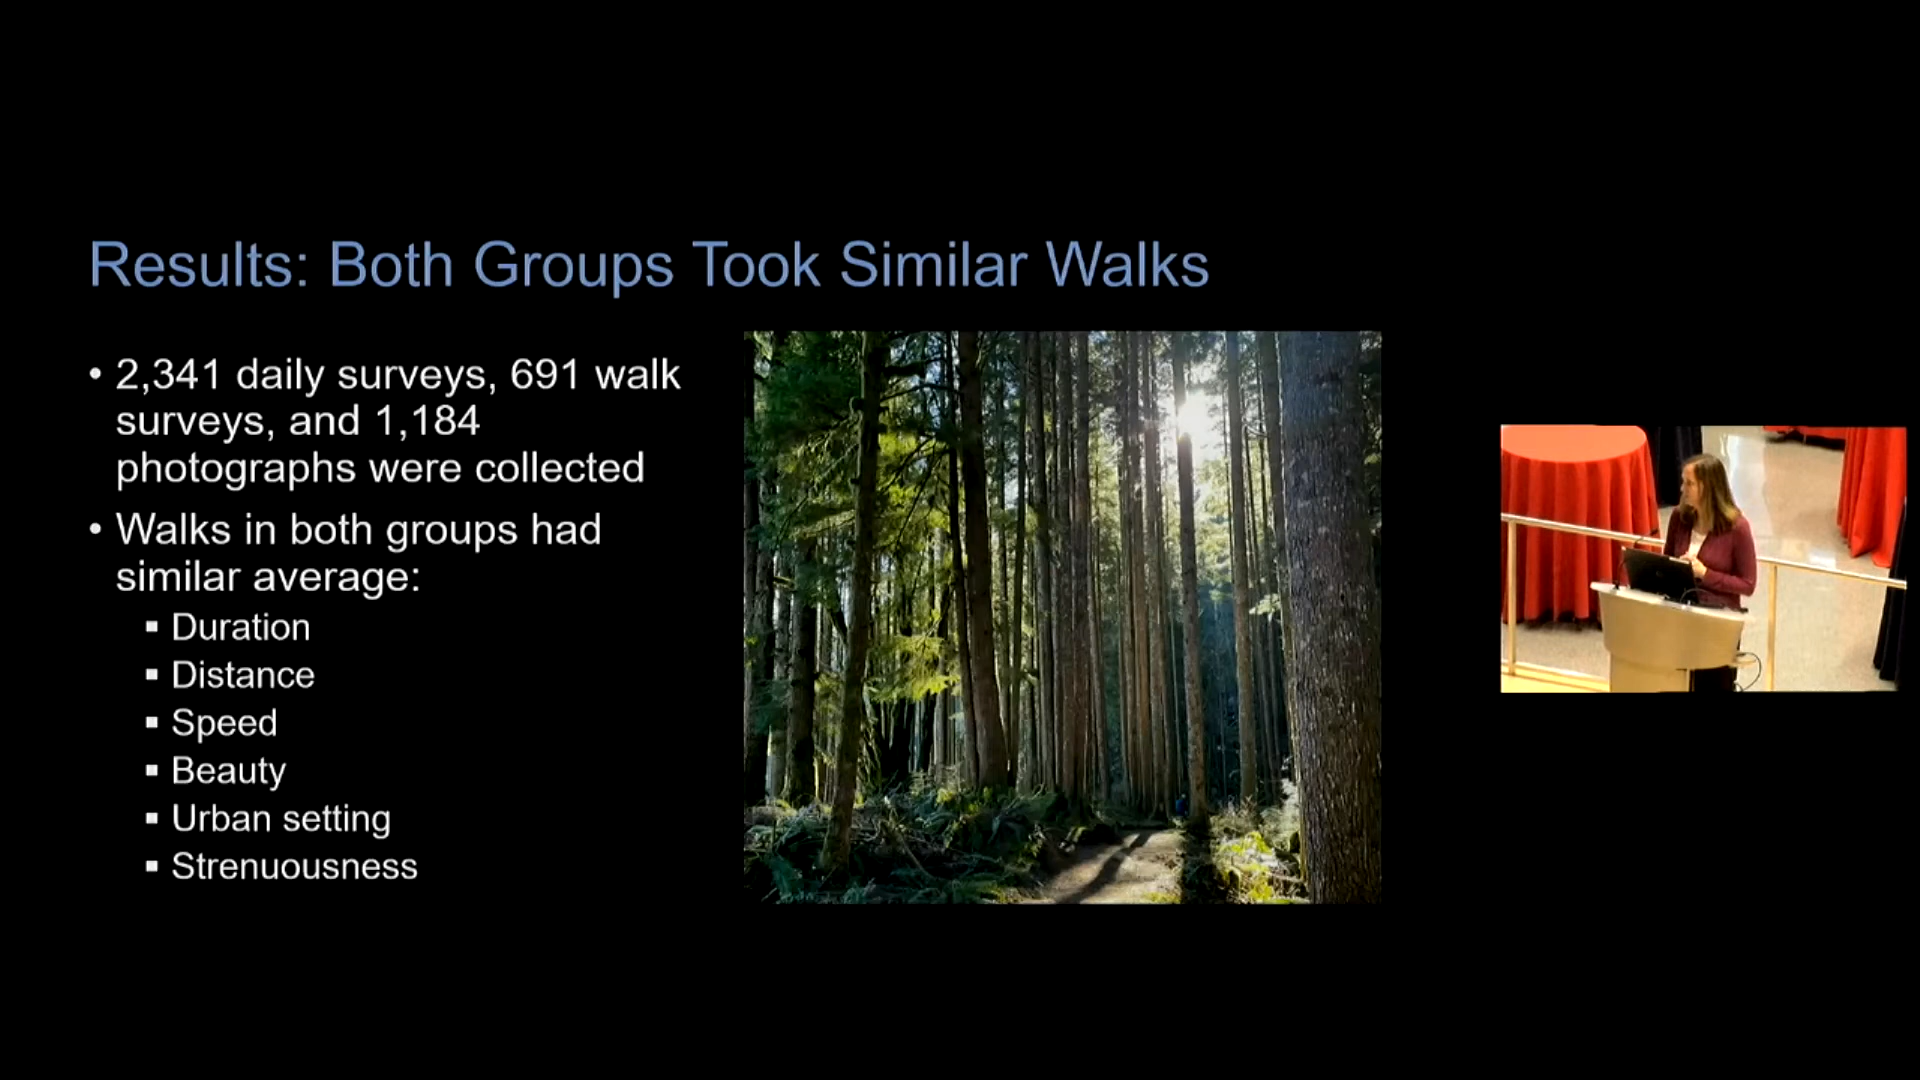 Results: Both Groups Took Similar Walks
• 2,341 daily surveys, 691 walk
surveys, and 1,184
photographs were collected
• Walks in both groups had
similar average:
▪ Duration
▪ Distance
▪ Speed
▪ Beauty
▪ Urban setting
▪ Strenuousness